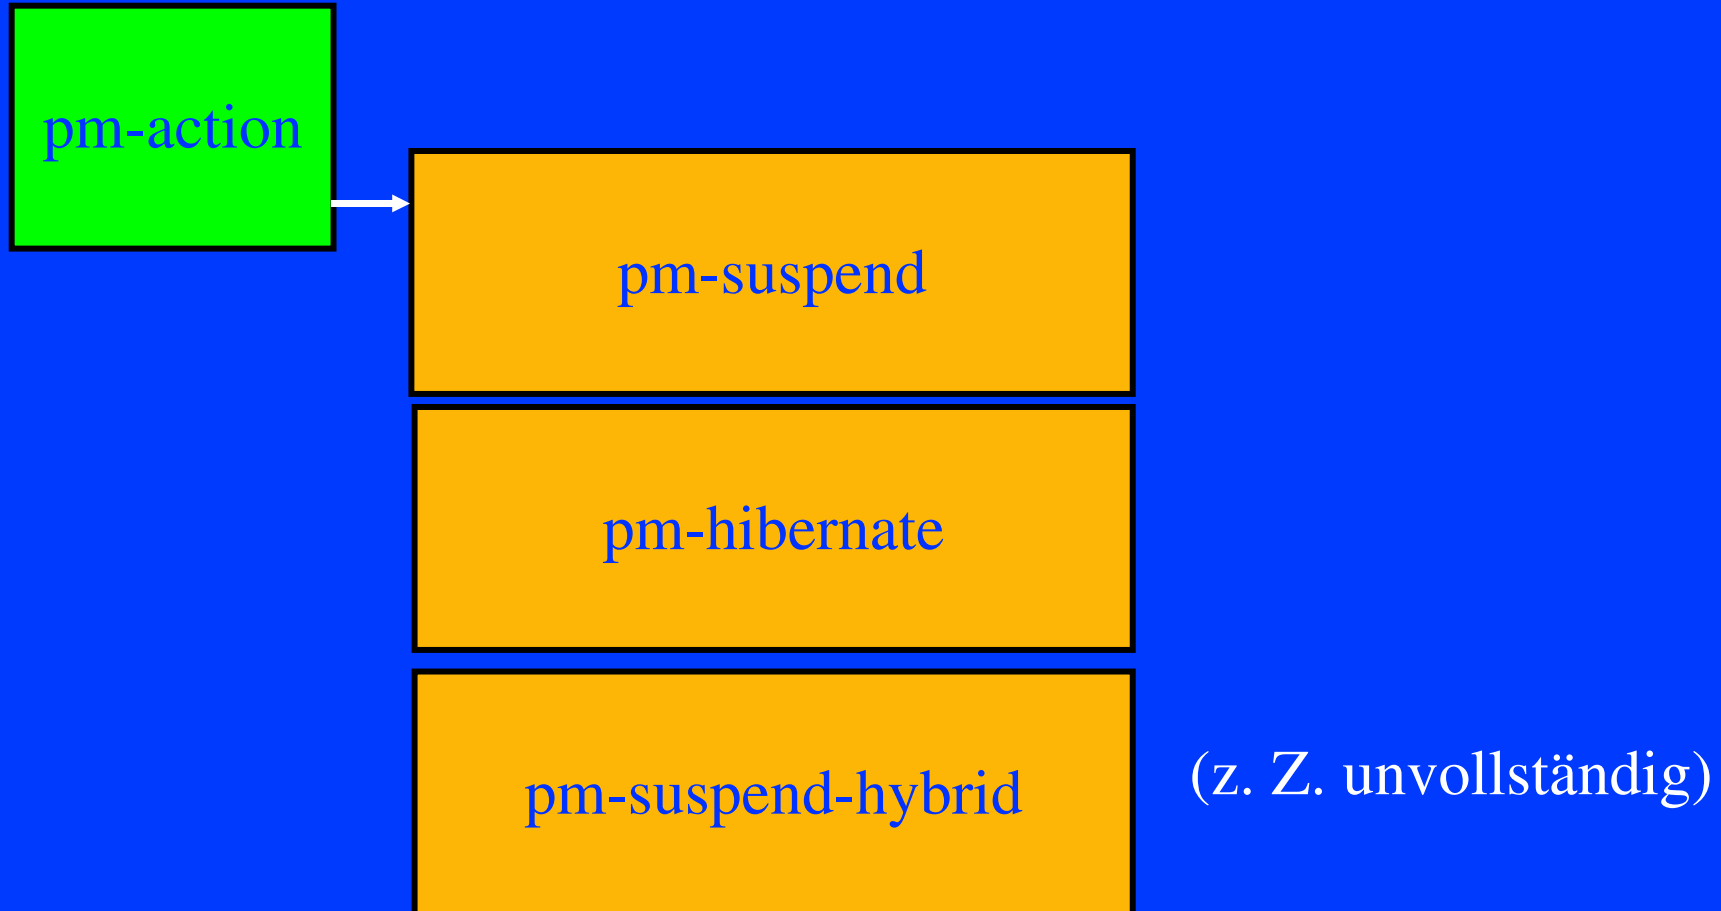 pm-action
pm-suspend
pm-hibernate
pm-suspend-hybrid
(z. Z. unvollständig)